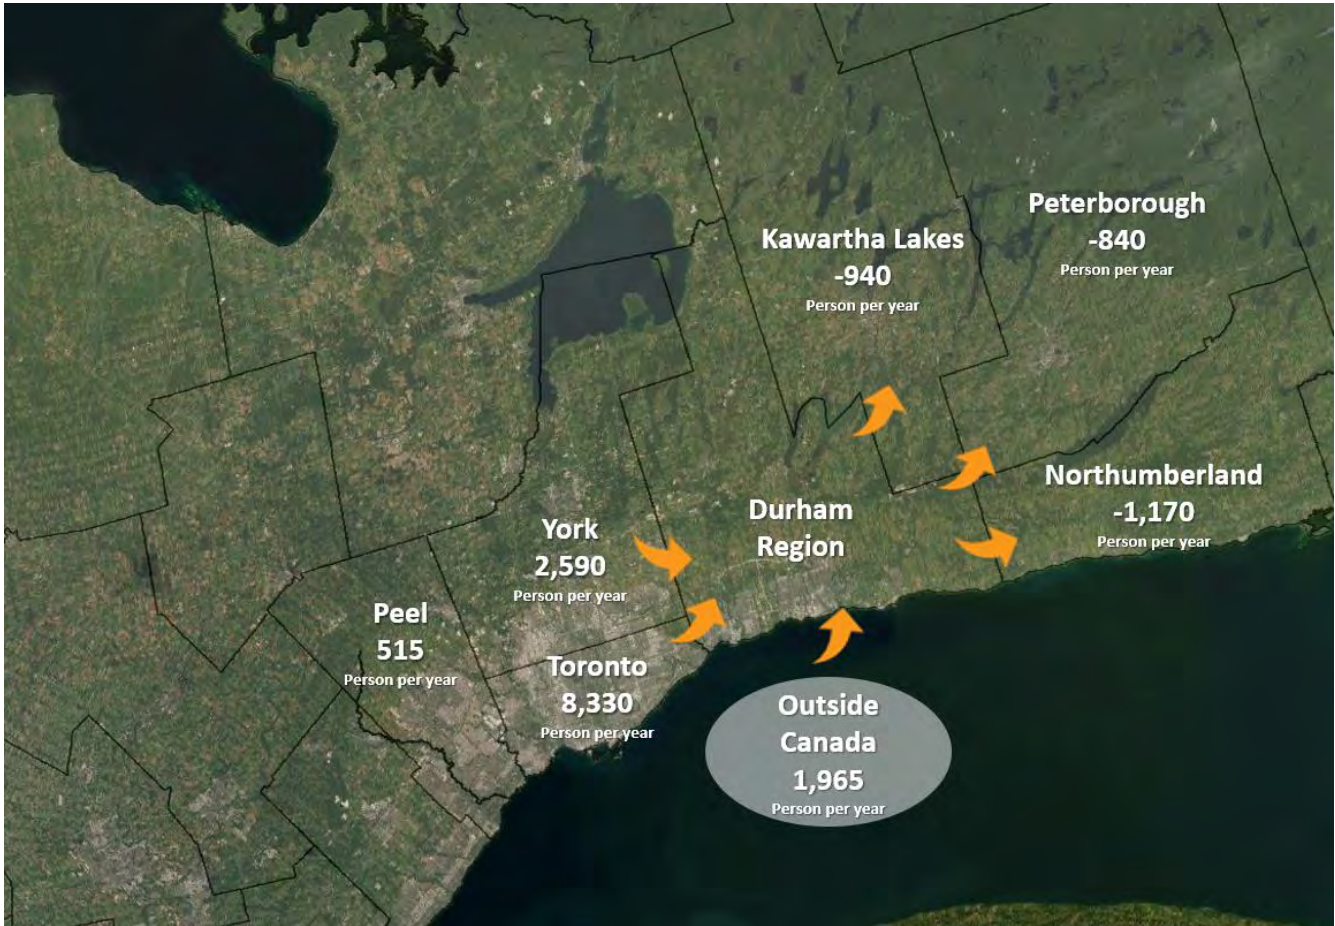 Peterborough
-840
Person per year
Kawartha Lakes
-940
Person per year
Northumberland
-1,170
Person per year
Durham
Region
York
2,590
Person per year
Peel
515
Person per year
Toronto
8,330
Person per year
Outside
Canada
1,965
Person per year